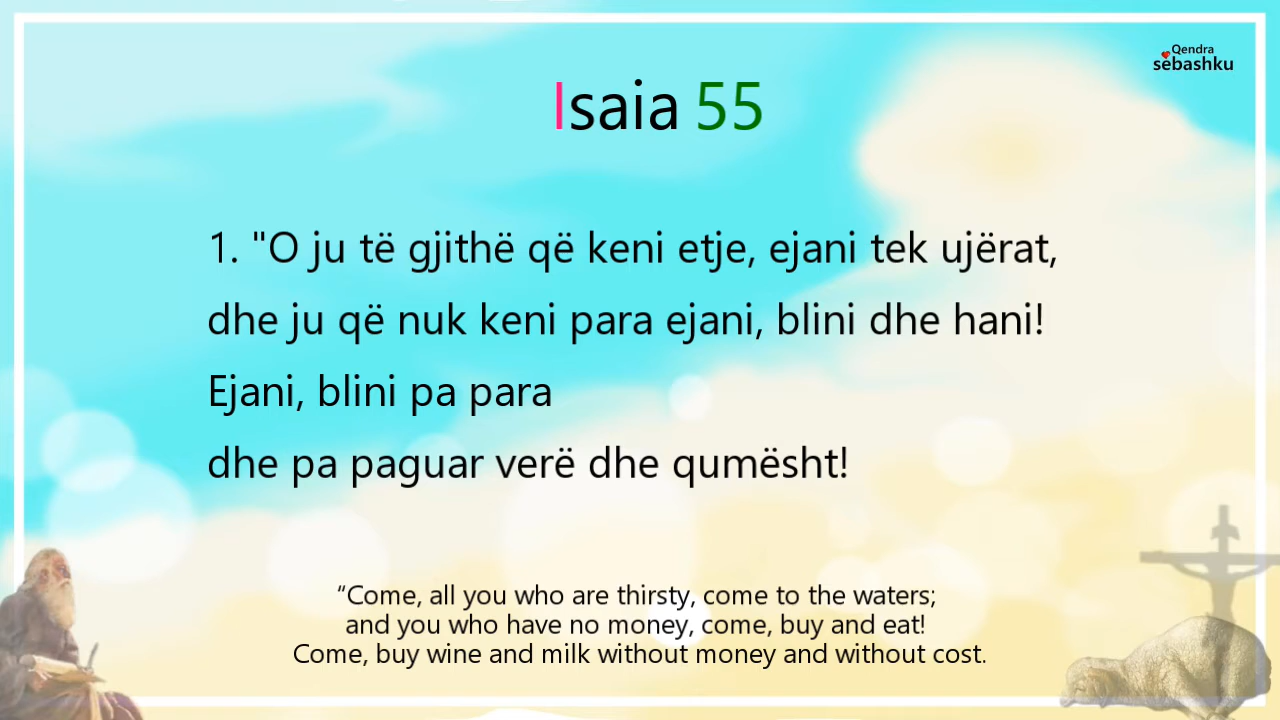 Qendra
sëbashku
Isaia 55
1. "O ju të gjithë që keni etje, ejani tek ujërat,
dhe ju që nuk keni para ejani, blini dhe hani!
Ejani, blini pa para
dhe pa paguar verë dhe qumësht!
“Come, all you who are thirsty, come to the waters;
and you who have no money, come, buy and eat!
Come, buy wine and milk without money and without cost.